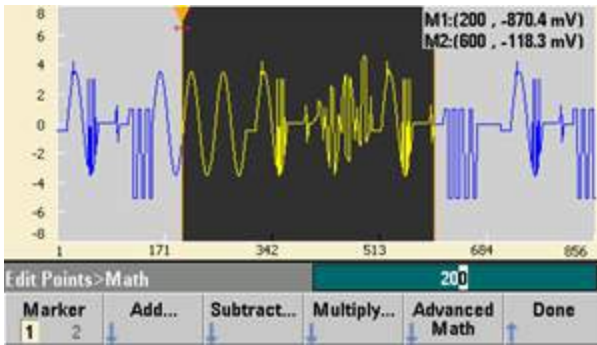 M1:(200 , -870.4 mV)
M2:(600 , -118.3 mV)
8
6
4
2
0
-2
-4
-6
-8
1 171 342 513 684 856
Edit Points>Math 200
Marker Add... Subtract... Multiply... Advanced Math Done
1 2